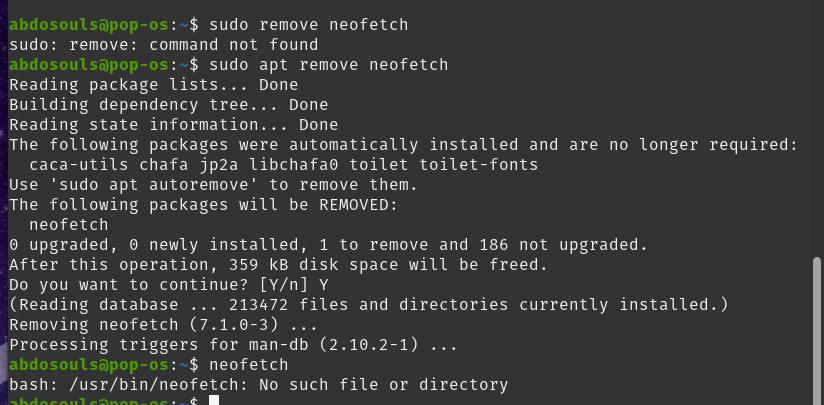 abdosouls@pop-os:~$ sudo remove neofetch
sudo: remove: command not found
abdosouls@pop-os:~$ sudo apt remove neofetch
Reading package lists... Done
Building dependency tree... Done
Reading state information... Done
The following packages were automatically installed and are no longer required:
  caca-utils chafa jp2a libchafa0 toilet toilet-fonts
Use 'sudo apt autoremove' to remove them.
The following packages will be REMOVED:
  neofetch
0 upgraded, 0 newly installed, 1 to remove and 186 not upgraded.
After this operation, 359 kB disk space will be freed.
Do you want to continue? [Y/n] Y
(Reading database ... 213472 files and directories currently installed.)
Removing neofetch (7.1.0-3) ...
Processing triggers for man-db (2.10.2-1) ...
abdosouls@pop-os:~$ neofetch
bash: /usr/bin/neofetch: No such file or directory
abdosouls@pop-os:~$